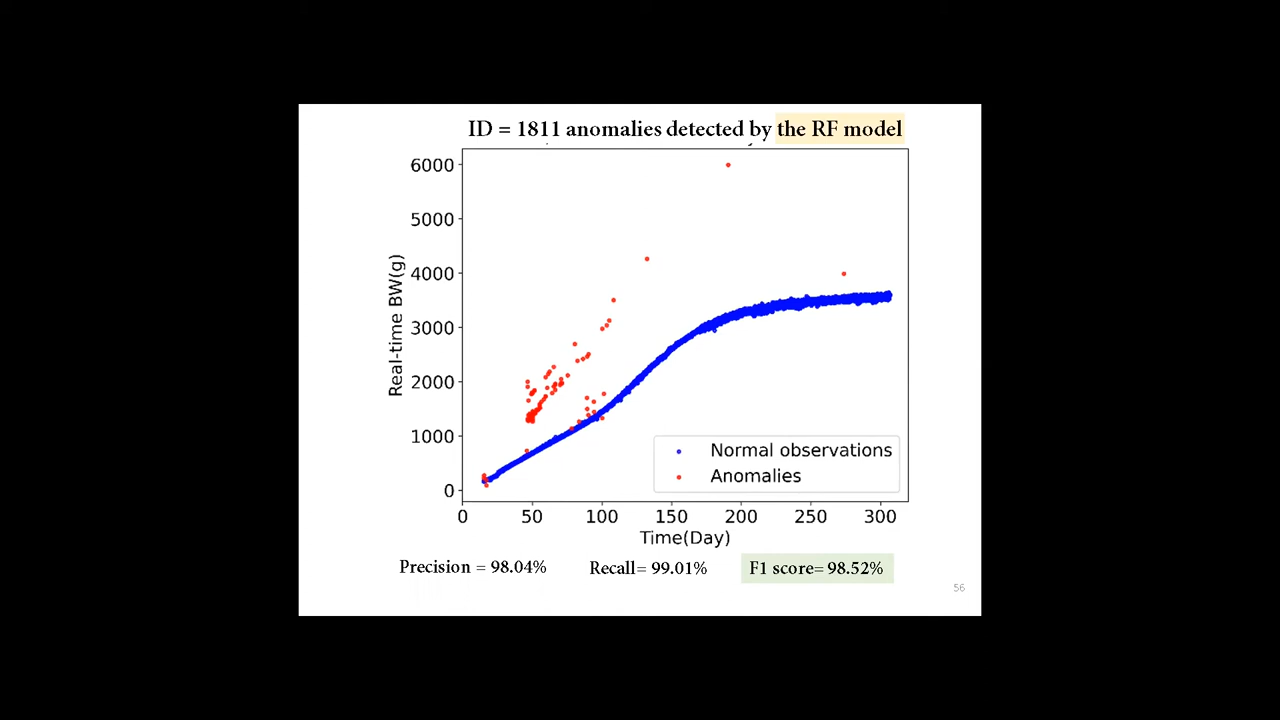 ID = 1811 anomalies detected by the RF model
6000
5000
4000
3000
2000
1000
0
Real-time BW(g)
0 50 100 150 200 250 300
Time(Day)
Normal observations
Anomalies
Precision = 98.04% Recall= 99.01% F1 score= 98.52%
56